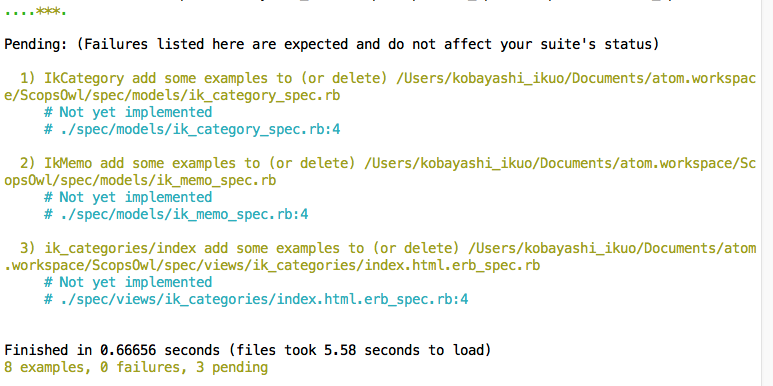 ....***.
Pending: (Failures listed here are expected and do not affect your suite's status)
1) IkCategory add some examples to (or delete) /Users/kobayashi_ikuo/Documents/atom.workspac
e/ScopsOwl/spec/models/ik_category_spec.rb
# Not yet implemented
# ./spec/models/ik_category_spec.rb:4
2) IkMemo add some examples to (or delete) /Users/kobayashi_ikuo/Documents/atom.workspace/Sc
opsOwl/spec/models/ik_memo_spec.rb
# Not yet implemented
# ./spec/models/ik_memo_spec.rb:4
3) ik_categories/index add some examples to (or delete) /Users/kobayashi_ikuo/Documents/atom
.workspace/ScopsOwl/spec/views/ik_categories/index.html.erb_spec.rb
# Not yet implemented
# ./spec/views/ik_categories/index.html.erb_spec.rb:4
Finished in 0.66656 seconds (files took 5.58 seconds to load)
8 examples, 0 failures, 3 pending